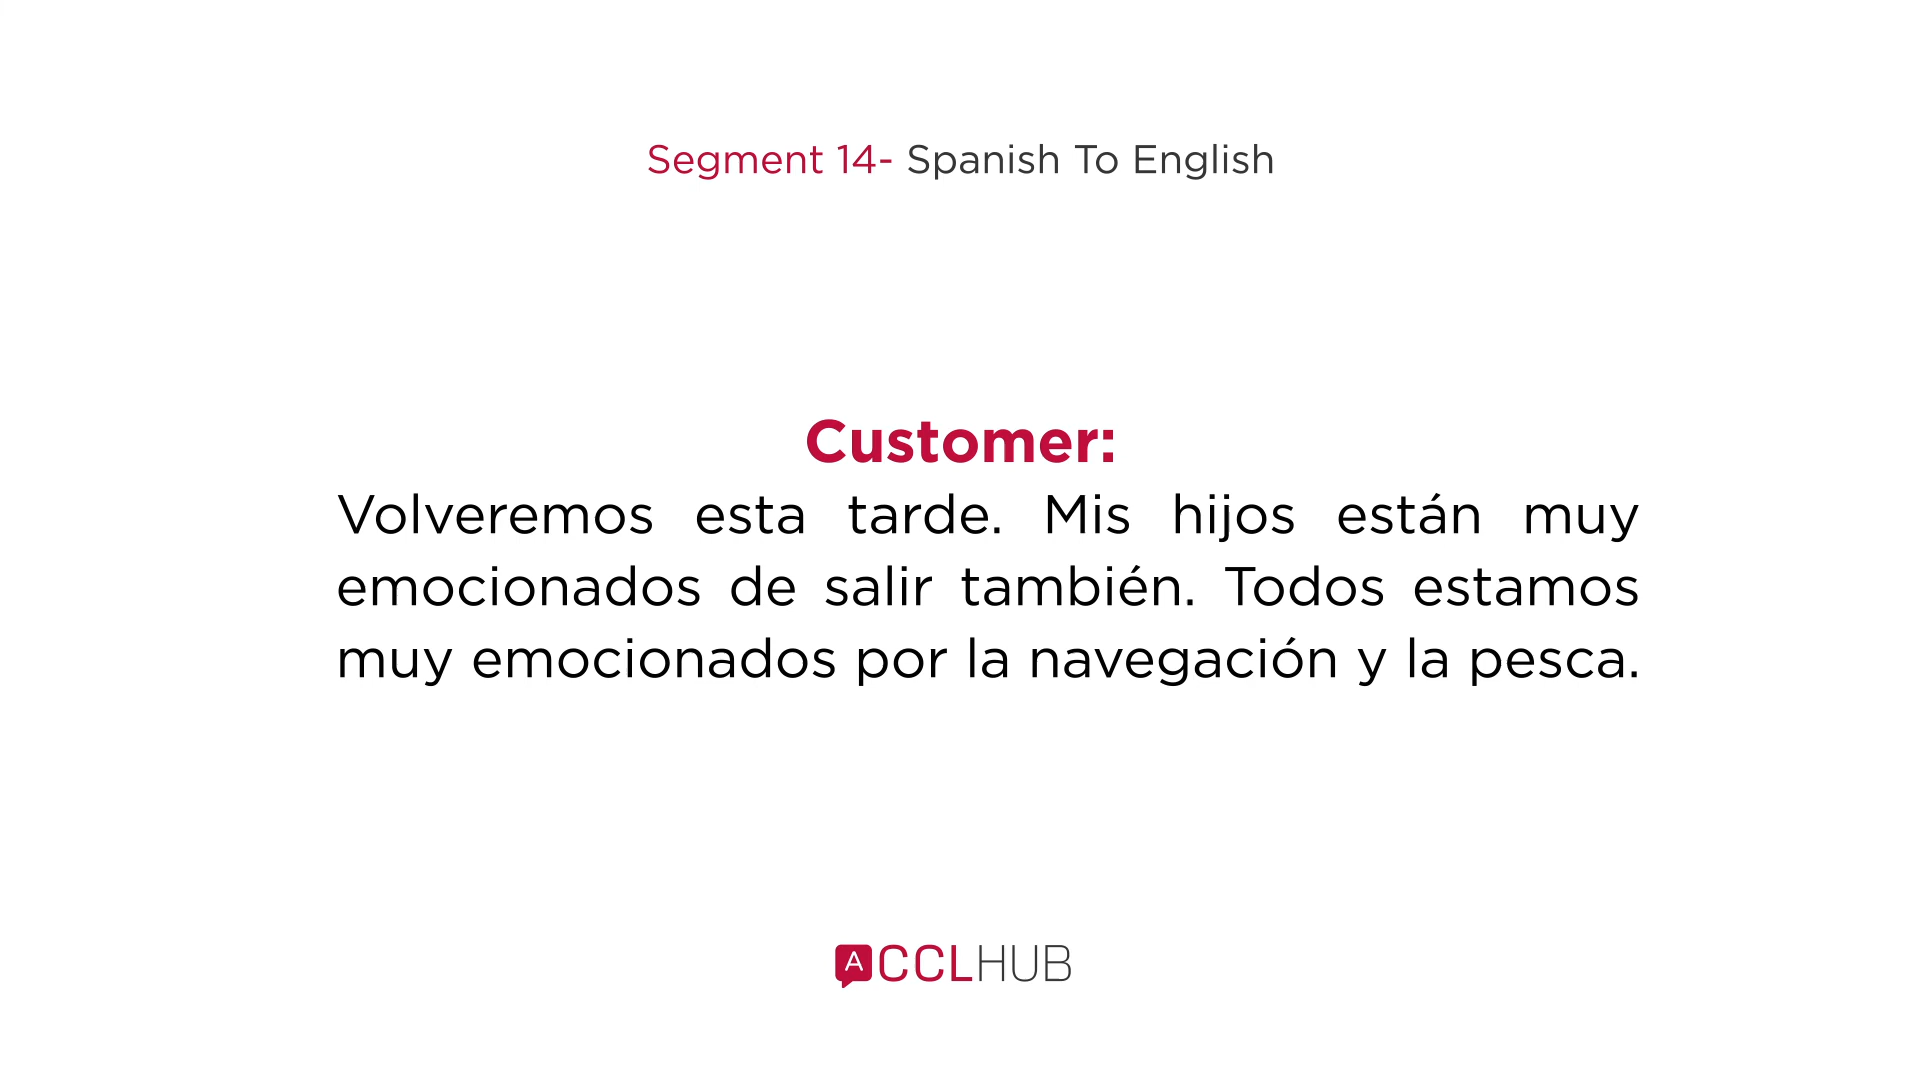 Segment 14- Spanish To English
Customer:
Volveremos esta tarde. Mis hijos están muy
emocionados de salir también. Todos estamos
muy emocionados por la navegación y la pesca.
A CCLHUB